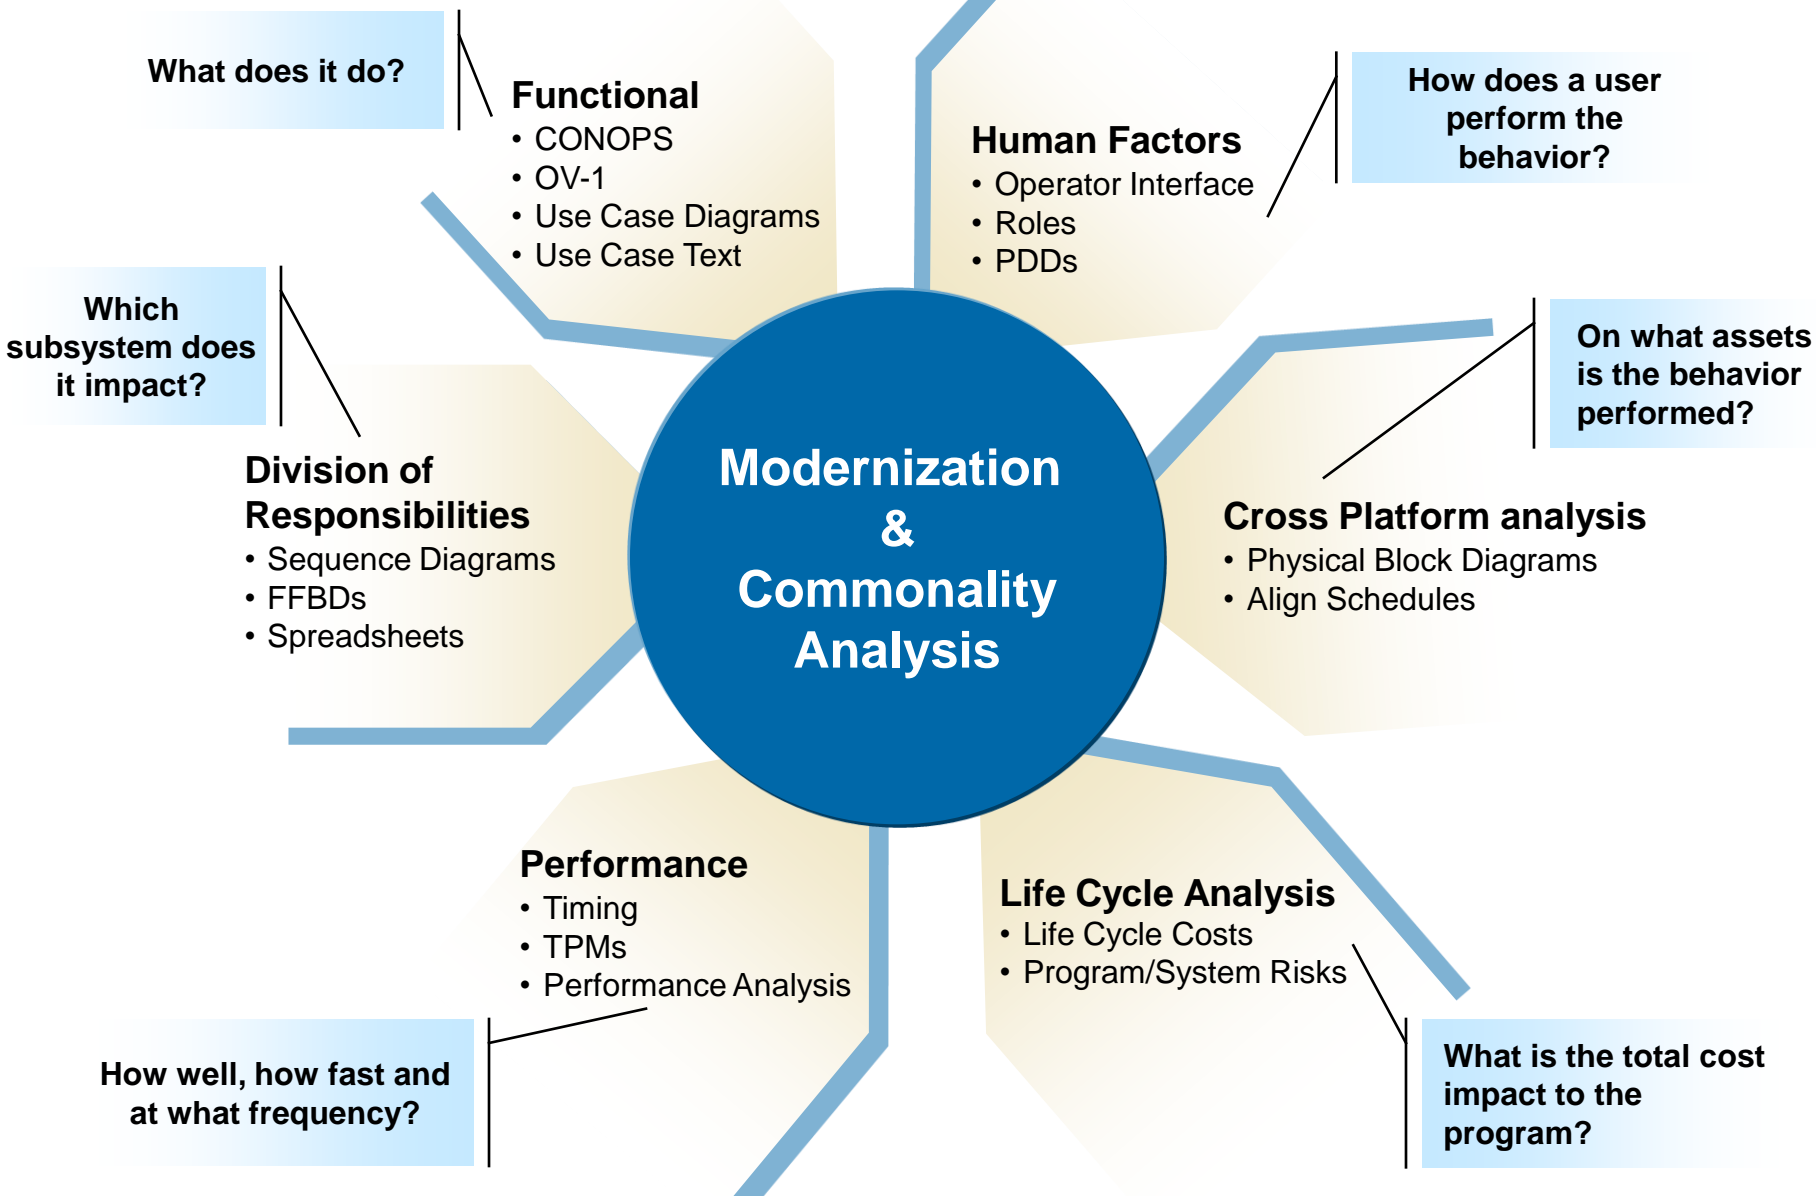 What does it do?
Functional
• CONOPS
• OV-1
• Use Case Diagrams
• Use Case Text
Human Factors
• Operator Interface
• Roles
• PDDs
How does a user
perform the
behavior?
Which
subsystem does
it impact?
Division of
Responsibilities
• Sequence Diagrams
• FFBDs
• Spreadsheets
Modernization
&
Commonality
Analysis
On what assets
is the behavior
performed?
Cross Platform analysis
• Physical Block Diagrams
• Align Schedules
Performance
• Timing
• TPMs
• Performance Analysis
How well, how fast and
at what frequency?
Life Cycle Analysis
• Life Cycle Costs
• Program/System Risks
What is the total cost
impact to the
program?